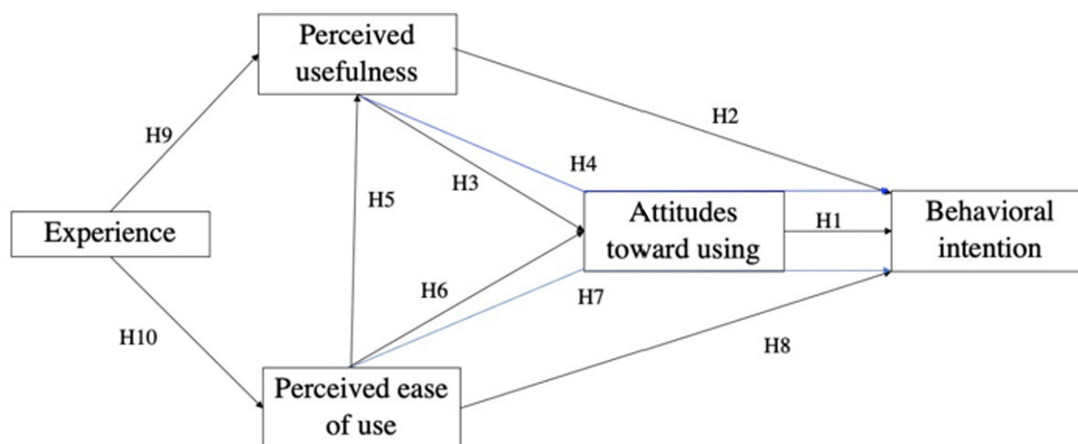 Perceived
usefulness
H2
H9
H4
H3
H5
Experience
Attitudes
toward using
H1
Behavioral
intention
H6
H7
H10
H8
Perceived ease
of use